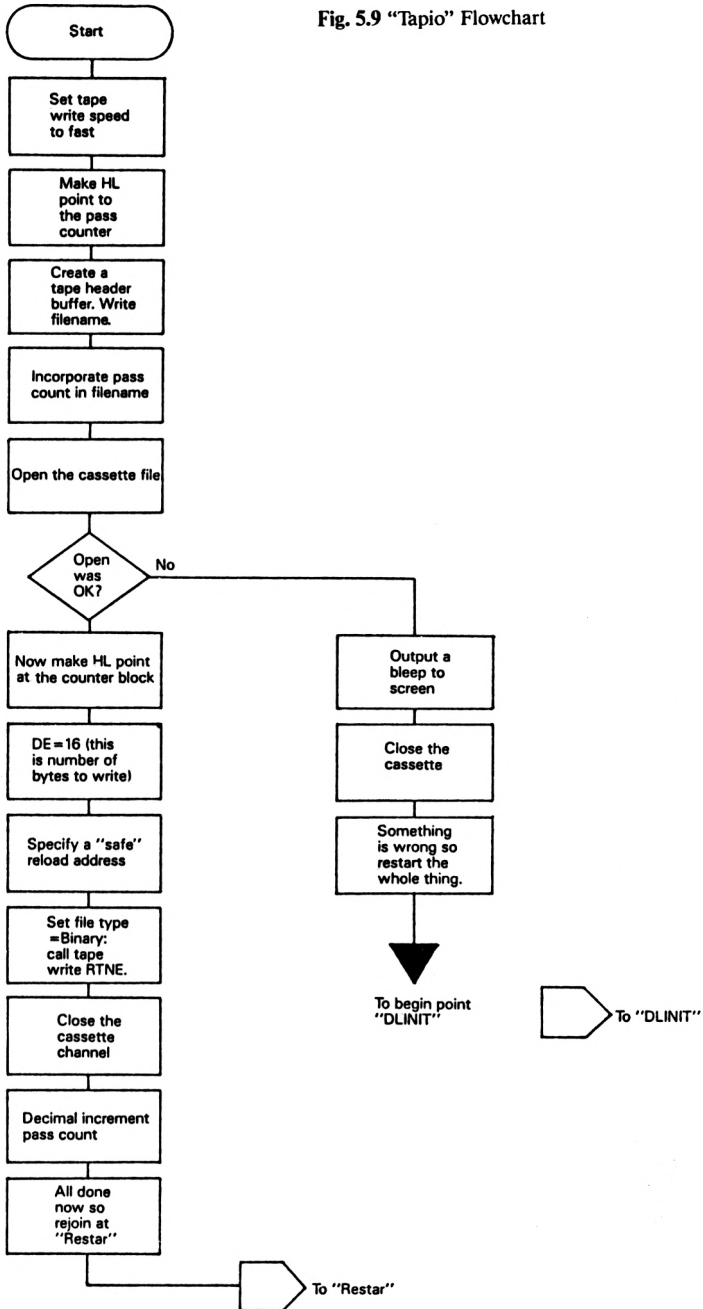 Fig. 5.9 "Tapio" Flowchart
Start
Set tape
write speed
to fast
Make HL
point to
the pass
counter
Create a
tape header
buffer. Write
filename.
Incorporate pass
count in filename
Open the cassette file
Open
was
OK?
No
Now make HL point
at the counter block
DE=16 (this
is number of
bytes to write)
Specify a "safe"
reload address
Set file type
=Binary:
call tape
write RTNE.
Close the
cassette
channel
Decimal increment
pass count
All done
now so
rejoin at
"Restar"
To "Restar"
Output a
bleep to
screen
Close the
cassette
Something
is wrong so
restart the
whole thing.
To begin point
"DLINIT"
To "DLINIT"